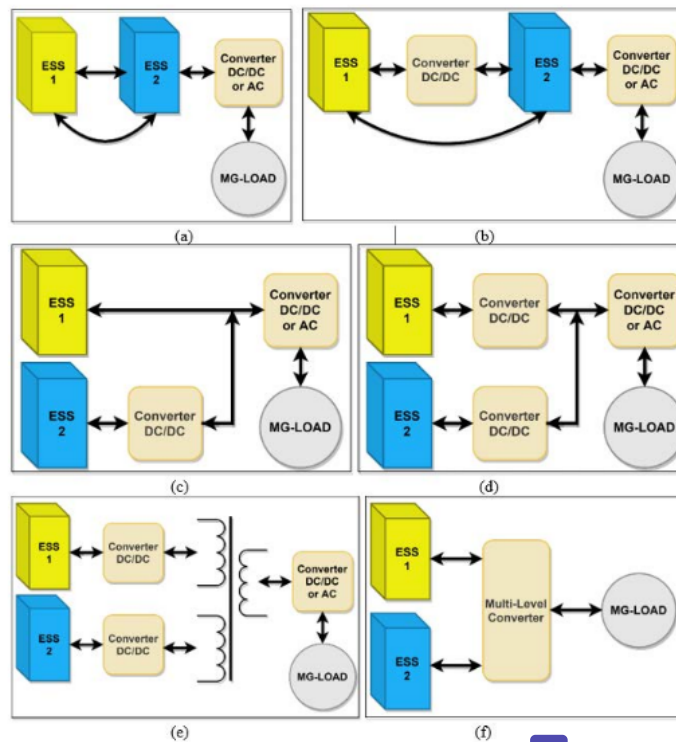 ESS
1
ESS
2
Converter
DC/DC
or AC
MG-LOAD
(a)
ESS
1
Converter
DC/DC
ESS
2
Converter
DC/DC
or AC
MG-LOAD
(b)
ESS
1
Converter
DC/DC
or AC
ESS
2
Converter
DC/DC
MG-LOAD
(c)
ESS
1
Converter
DC/DC
Converter
DC/DC
or AC
ESS
2
Converter
DC/DC
MG-LOAD
(d)
ESS
1
Converter
DC/DC
Converter
DC/DC
or AC
ESS
2
Converter
DC/DC
MG-LOAD
(e)
ESS
1
Multi-Level
Converter
MG-LOAD
ESS
2
(f)